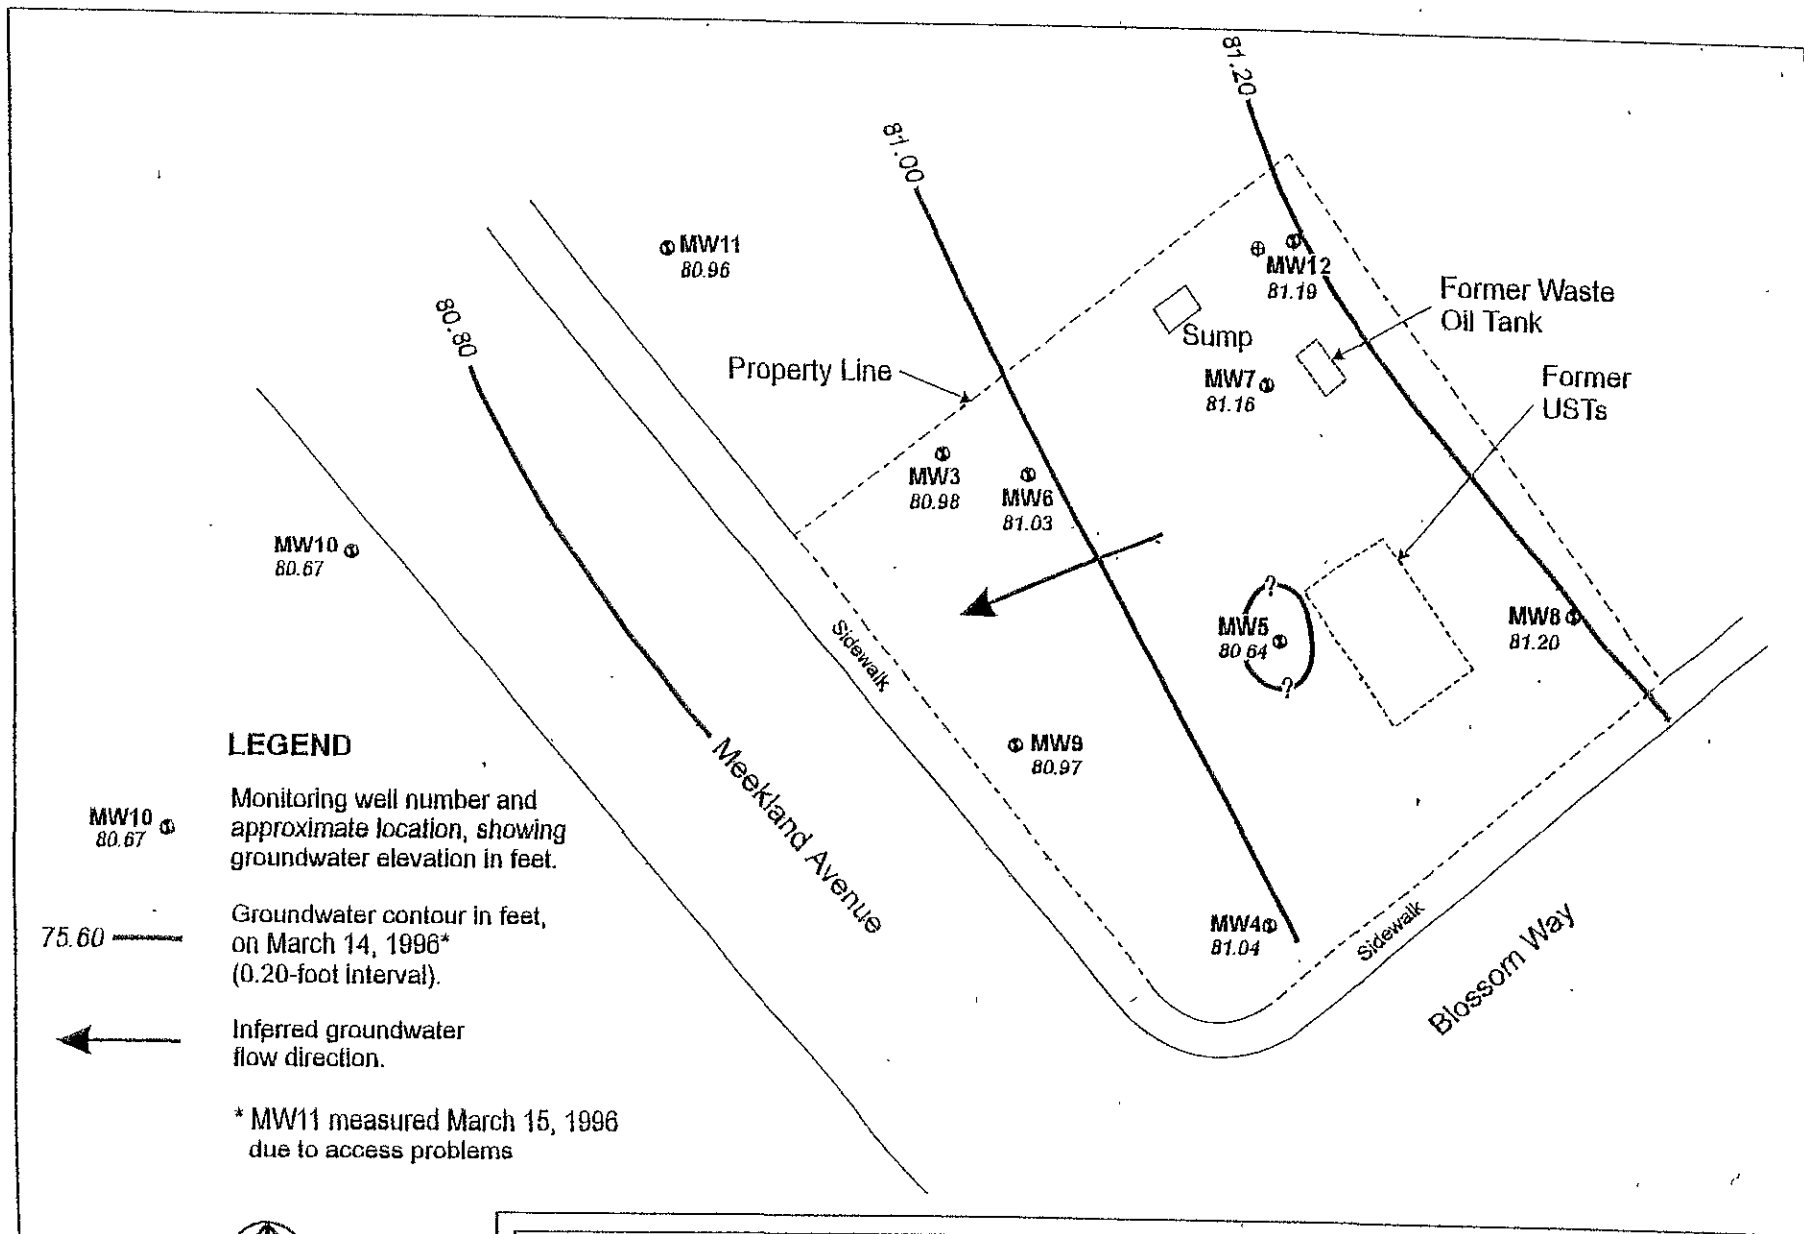 81.20
81.00
MW11
80.96
MW12
81.19
Former Waste
Oil Tank
80.80
Sump
Property Line
MW7
81.16
Former
USTs
MW3
80.98
MW6
81.03
MW10
80.67
?
MW5
80.64
?
MW8
81.20
Sidewalk
MW9
80.97
Meekland Avenue
MW4
81.04
Sidewalk
Blossom Way
LEGEND
MW10
80.67
Monitoring well number and
approximate location, showing
groundwater elevation in feet.
75.60
Groundwater contour in feet,
on March 14, 1996*
(0.20-foot interval).
Inferred groundwater
flow direction.
* MW11 measured March 15, 1996
due to access problems